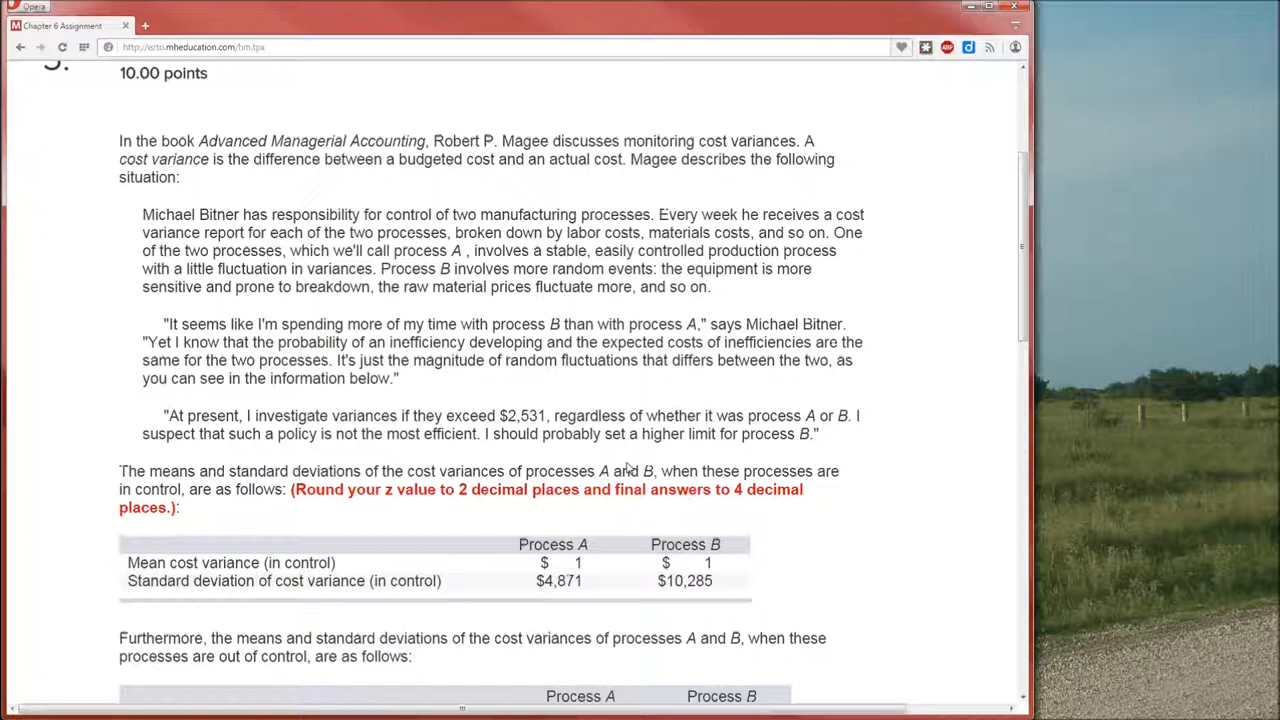 Opera
Chapter 6 Assignment
http://ezto.mheducation.com/hm.tpx
ABP
d
10.00 points
In the book Advanced Managerial Accounting, Robert P. Magee discusses monitoring cost variances. A
cost variance is the difference between a budgeted cost and an actual cost. Magee describes the following
situation:
Michael Bitner has responsibility for control of two manufacturing processes. Every week he receives a cost
variance report for each of the two processes, broken down by labor costs, materials costs, and so on. One
of the two processes, which we'll call process A , involves a stable, easily controlled production process
with a little fluctuation in variances. Process B involves more random events: the equipment is more
sensitive and prone to breakdown, the raw material prices fluctuate more, and so on.
"It seems like I'm spending more of my time with process B than with process A," says Michael Bitner.
"Yet I know that the probability of an inefficiency developing and the expected costs of inefficiencies are the
same for the two processes. It's just the magnitude of random fluctuations that differs between the two, as
you can see in the information below."
"At present, I investigate variances if they exceed $2,531, regardless of whether it was process A or B. I
suspect that such a policy is not the most efficient. I should probably set a higher limit for process B."
The means and standard deviations of the cost variances of processes A and B, when these processes are
in control, are as follows: (Round your z value to 2 decimal places and final answers to 4 decimal
places.):
Process A Process B
Mean cost variance (in control) $ 1 $ 1
Standard deviation of cost variance (in control) $4,871 $10,285
Furthermore, the means and standard deviations of the cost variances of processes A and B, when these
processes are out of control, are as follows:
Process A Process B